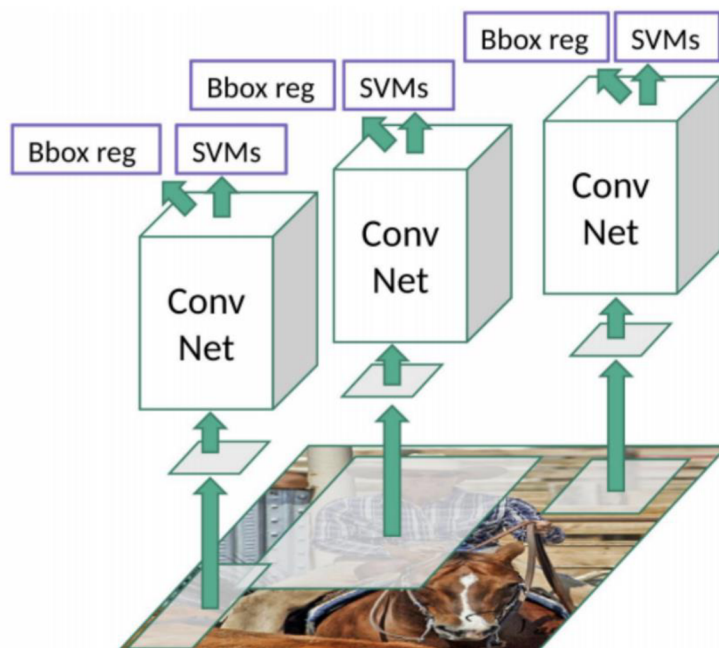 Bbox reg
SVMs
Bbox reg
SVMs
Bbox reg
SVMs
Conv
Net
Conv
Net
Conv
Net